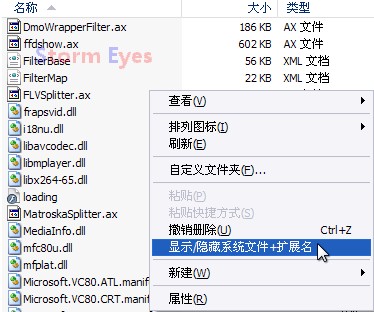 名称 大小 类型
DmoWrapperFilter.ax 186 KB AX 文件
ffdshow.ax 602 KB AX 文件
Storm Eyes
FilterBase 56 KB XML 文档
FilterMap 22 KB XML 文档
FLVSplitter.ax
frapsvid.dll
i18nu.dll
libavcodec.dll
libmplayer.dll
libx264-65.dll
loading
MatroskaSplitter.ax
MediaInfo.dll
mfc80u.dll
mfplat.dll
Microsoft.VC80.ATL.manif
Microsoft.VC80.CRT.manif
查看(V)
排列图标(I)
刷新(E)
自定义文件夹(F)...
粘贴(P)
粘贴快捷方式(S)
撤销删除(U) Ctrl+Z
显示/隐藏系统文件+扩展名
新建(W)
属性(R)